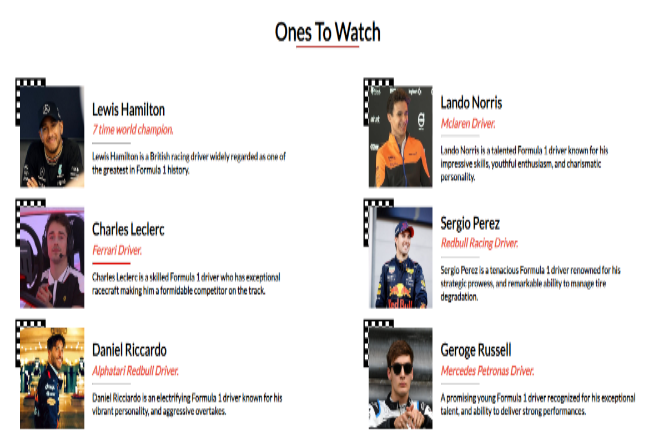 Ones To Watch
Lewis Hamilton
7 time world champion.
Lewis Hamilton is a British racing driver widely regarded as one of
the greatest in Formula 1 history.
Lando Norris
Mclaren Driver.
Lando Norris is a talented Formula 1 driver known for his
impressive skills, youthful enthusiasm, and charismatic
personality.
Charles Leclerc
Ferrari Driver.
Charles Leclerc is a skilled Formula 1 driver who has exceptional
racecraft making him a formidable competitor on the track.
Sergio Perez
Redbull Racing Driver.
Sergio Perez is a tenacious Formula 1 driver renowned for his
strategic prowess, and remarkable ability to manage tire
degradation.
Red Bull
Daniel Riccardo
Alphatari Redbull Driver.
Daniel Ricciardo is an electrifying Formula 1 driver known for his
vibrant personality, and aggressive overtakes.
Geroge Russell
Mercedes Petronas Driver.
A promising young Formula 1 driver recognized for his exceptional
talent, and ability to deliver strong performances.